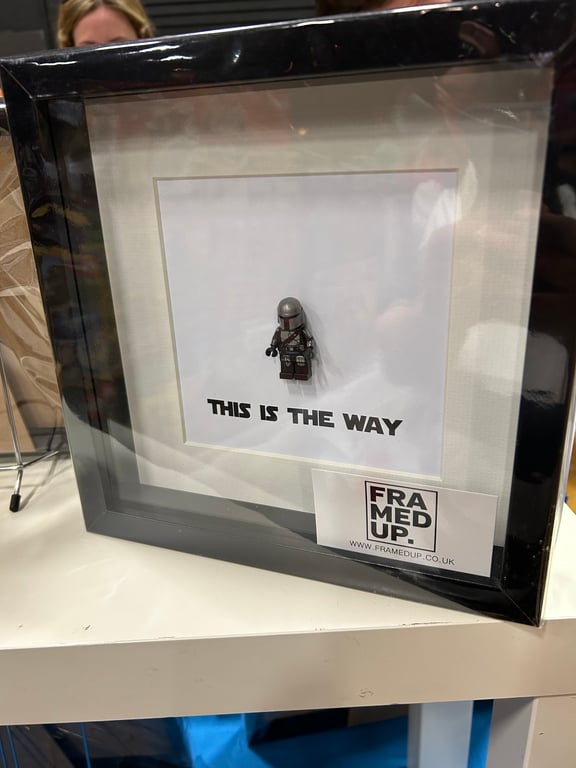 THIS IS THE WAY
FRA
MED
UP.
WWW.FRAMEDUP.CO.UK